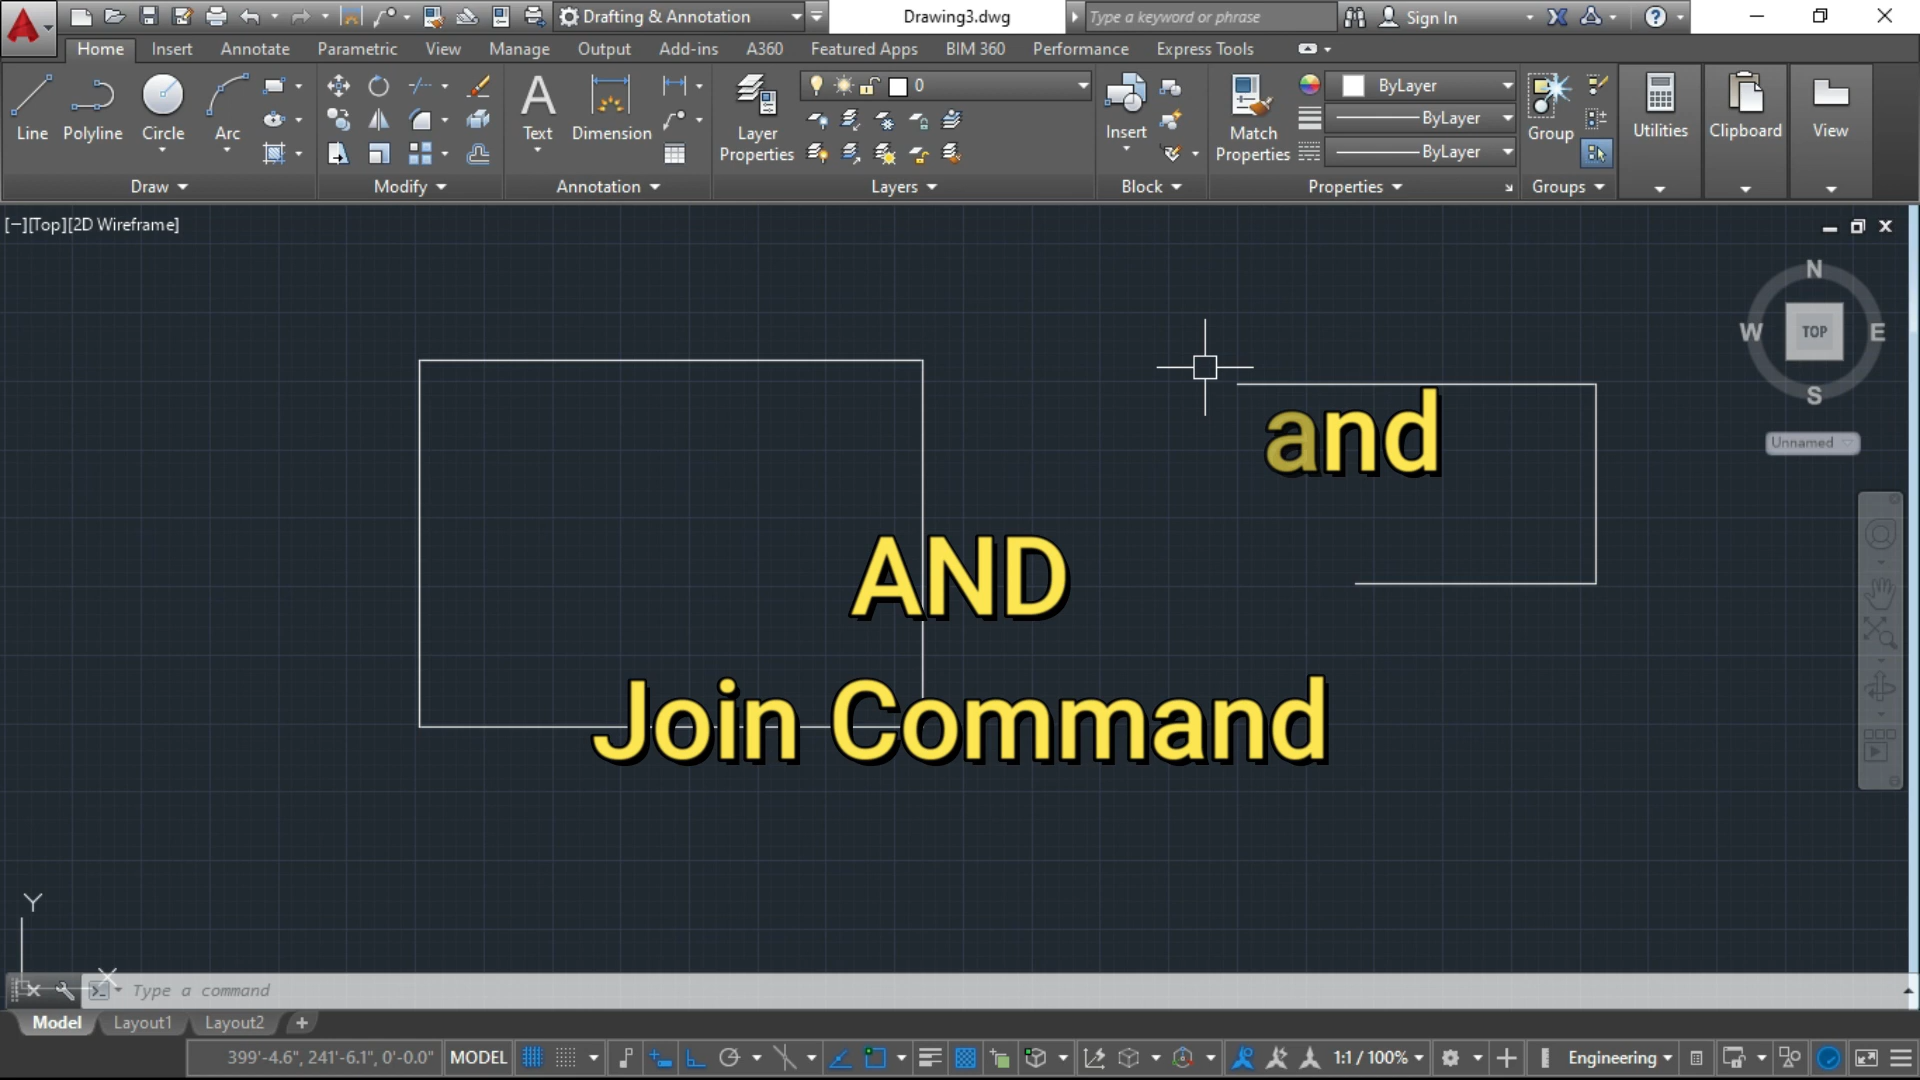 Drafting & Annotation
Drawing3.dwg
Type a keyword or phrase
Sign In
Home Insert Annotate Parametric View Manage Output Add-ins A360 Featured Apps BIM 360 Performance Express Tools
Line Polyline Circle Arc
Text Dimension
Layer Properties
0
Insert
Match Properties
ByLayer
ByLayer
ByLayer
Group
Utilities
Clipboard
View
Draw Modify Annotation Layers Block Properties Groups
[−][Top][2D Wireframe]
N
W TOP E
S
Unnamed
and
AND
Join Command
Y
X
Type a command
Model Layout1 Layout2 +
399'-4.6", 241'-6.1", 0'-0.0" MODEL 1:1 / 100% Engineering